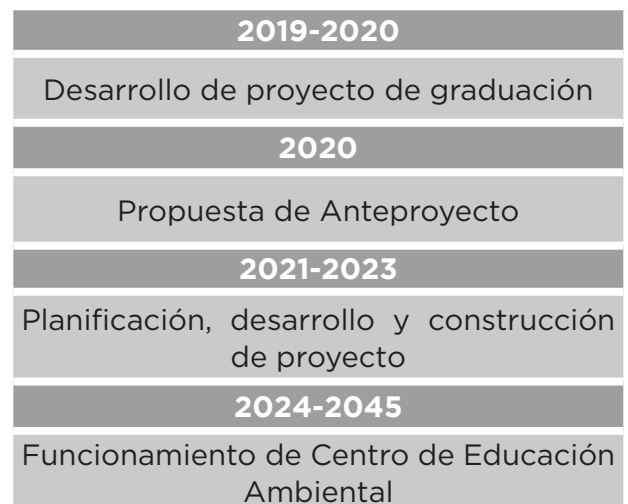 2019-2020
Desarrollo de proyecto de graduación
2020
Propuesta de Anteproyecto
2021-2023
Planificación, desarrollo y construcción
de proyecto
2024-2045
Funcionamiento de Centro de Educación
Ambiental